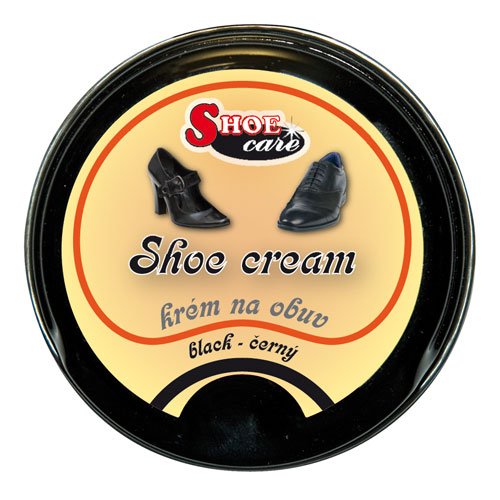 SHOE
care
Shoe cream
krém na obuv
black - černý